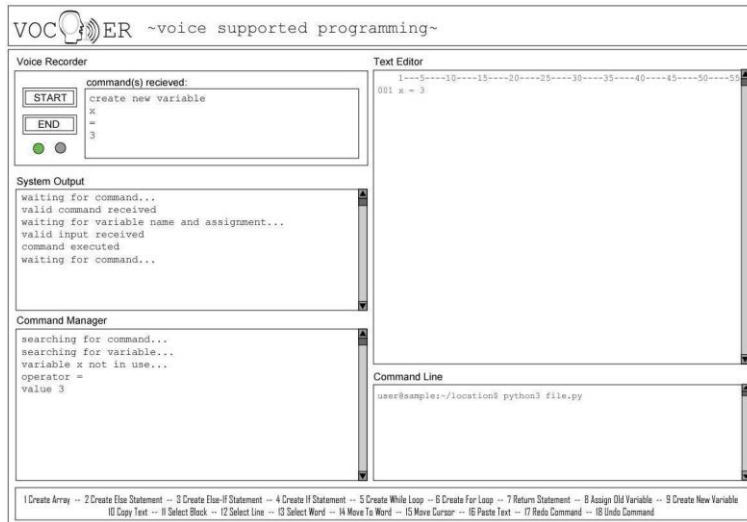 VOCODER ~voice supported programming~
Voice Recorder
command(s) recieved:
START
END
create new variable
x
=
3
System Output
waiting for command...
valid command received
waiting for variable name and assignment...
valid input received
command executed
waiting for command...
Command Manager
searching for command...
searching for variable...
variable x not in use...
operator =
value 3
Text Editor
1---5----10----15----20----25----30----35----40----45----50----55
001 x = 3
Command Line
user@sample:~/location$ python3 file.py
1 Create Array -- 2 Create Else Statement -- 3 Create Else-If Statement -- 4 Create If Statement -- 5 Create While Loop -- 6 Create For Loop -- 7 Return Statement -- 8 Assign Old Variable -- 9 Create New Variable
10 Copy Text -- 11 Select Block -- 12 Select Line -- 13 Select Word -- 14 Move To Word -- 15 Move Cursor -- 16 Paste Text -- 17 Redo Command -- 18 Undo Command